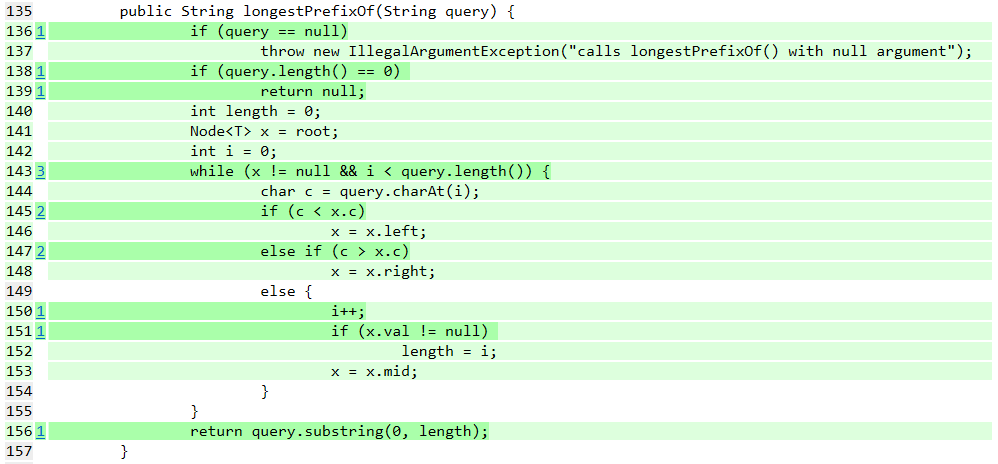 135 public String longestPrefixOf(String query) {
136 1 if (query == null)
137 throw new IllegalArgumentException("calls longestPrefixOf() with null argument");
138 1 if (query.length() == 0)
139 1 return null;
140 int length = 0;
141 Node<T> x = root;
142 int i = 0;
143 3 while (x != null && i < query.length()) {
144 char c = query.charAt(i);
145 2 if (c < x.c)
146 x = x.left;
147 2 else if (c > x.c)
148 x = x.right;
149 else {
150 1 i++;
151 1 if (x.val != null)
152 length = i;
153 x = x.mid;
154 }
155 }
156 1 return query.substring(0, length);
157 }